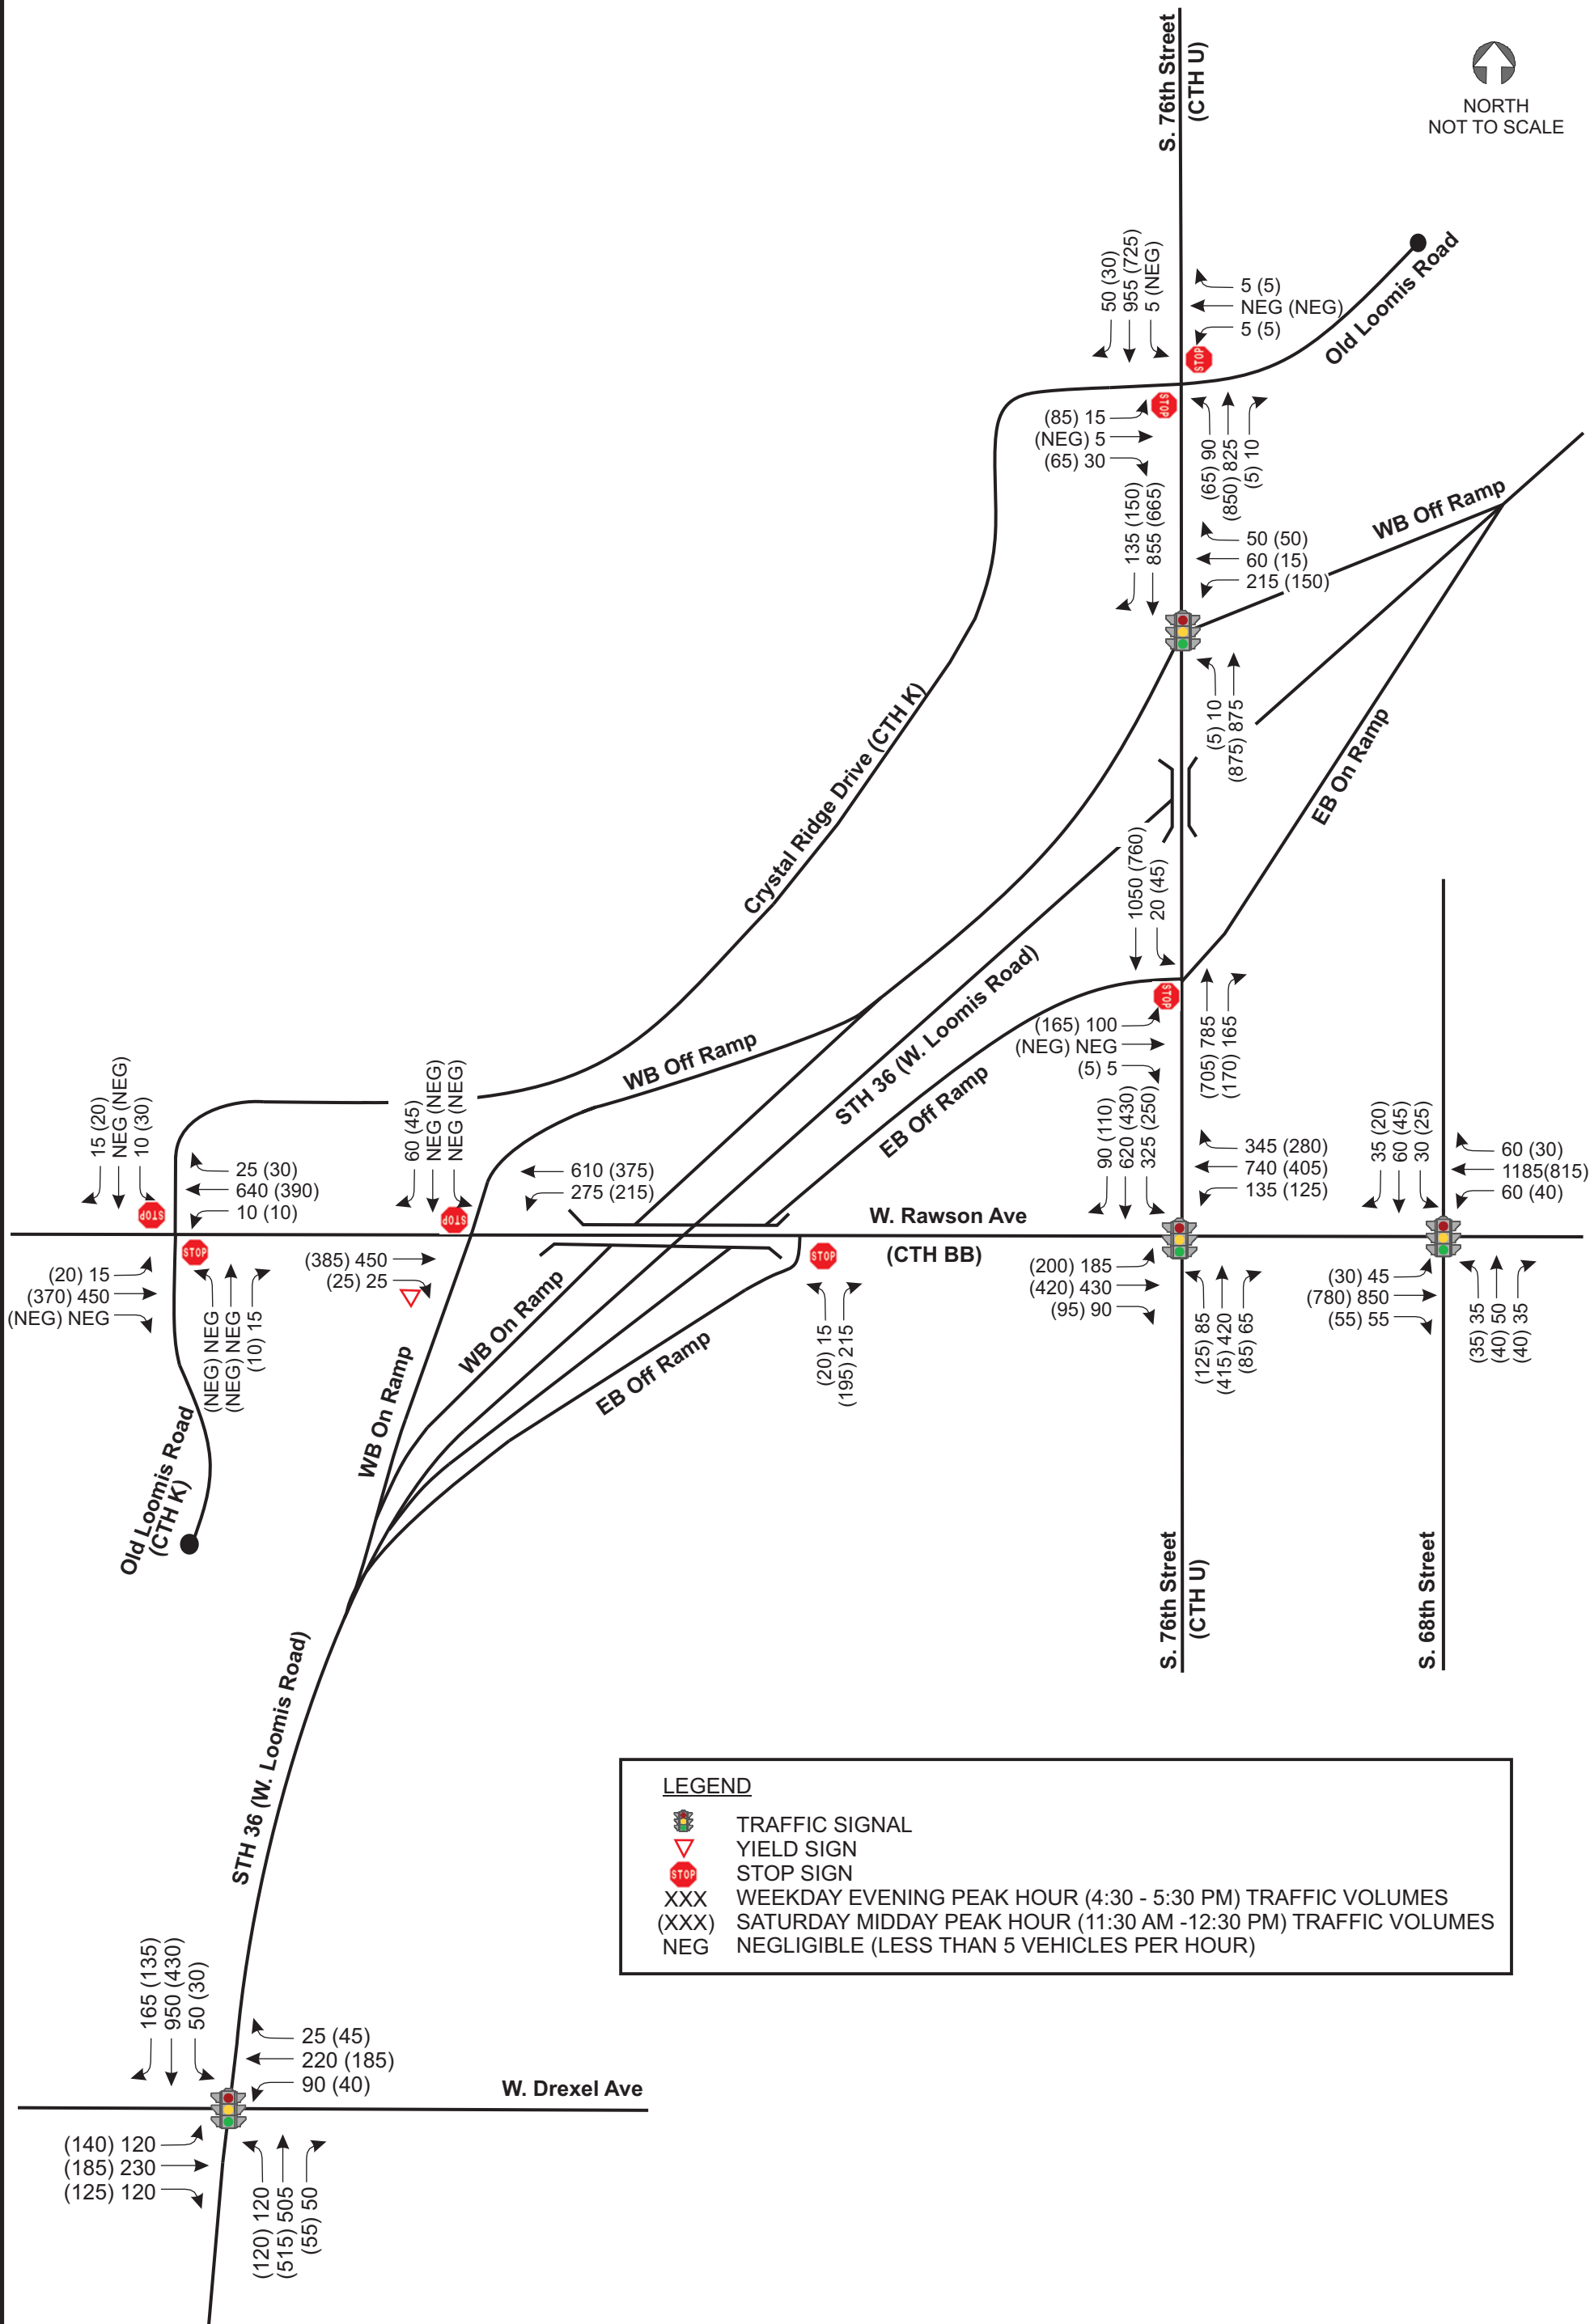 S. 76th Street
(CTH U)
NORTH
NOT TO SCALE
Old Loomis Road
50 (30)
955 (725)
5 (NEG)
5 (5)
NEG (NEG)
5 (5)
STOP
STOP
(85) 15
(NEG) 5
(65) 30
(65) 90
(850) 825
(5) 10
WB Off Ramp
135 (150)
855 (665)
50 (50)
60 (15)
215 (150)
(5) 10
(875) 875
Crystal Ridge Drive (CTH K)
EB On Ramp
1050 (760)
20 (45)
STH 36 (W. Loomis Road)
STOP
(165) 100
(NEG) NEG
(5) 5
(705) 785
(170) 165
WB Off Ramp
EB Off Ramp
15 (20)
NEG (NEG)
10 (30)
25 (30)
640 (390)
10 (10)
STOP
60 (45)
NEG (NEG)
NEG (NEG)
STOP
610 (375)
275 (215)
90 (110)
620 (430)
325 (250)
345 (280)
740 (405)
135 (125)
35 (20)
60 (45)
30 (25)
60 (30)
1185(815)
60 (40)
W. Rawson Ave
(CTH BB)
STOP
(20) 15
(370) 450
(NEG) NEG
(NEG) NEG
(NEG) NEG
(10) 15
(385) 450
(25) 25
STOP
(20) 15
(195) 215
(200) 185
(420) 430
(95) 90
(125) 85
(415) 420
(85) 65
(30) 45
(780) 850
(55) 55
(35) 35
(40) 50
(40) 35
WB On Ramp
WB On Ramp
EB Off Ramp
Old Loomis Road
(CTH K)
S. 76th Street
(CTH U)
S. 68th Street
STH 36 (W. Loomis Road)
LEGEND
TRAFFIC SIGNAL
YIELD SIGN
STOP STOP SIGN
XXX WEEKDAY EVENING PEAK HOUR (4:30 - 5:30 PM) TRAFFIC VOLUMES
(XXX) SATURDAY MIDDAY PEAK HOUR (11:30 AM -12:30 PM) TRAFFIC VOLUMES
NEG NEGLIGIBLE (LESS THAN 5 VEHICLES PER HOUR)
165 (135)
950 (430)
50 (30)
25 (45)
220 (185)
90 (40)
W. Drexel Ave
(140) 120
(185) 230
(125) 120
(120) 120
(515) 505
(55) 50